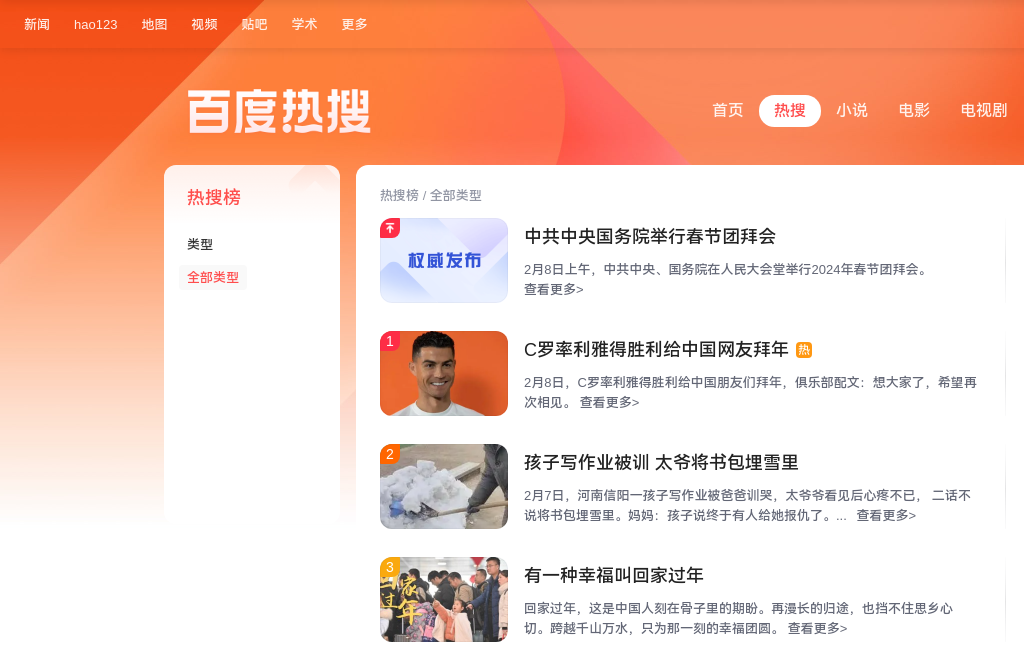 新闻 hao123 地图 视频 贴吧 学术 更多
百度热搜
首页 热搜 小说 电影 电视剧
热搜榜
类型
全部类型
热搜榜 / 全部类型
权威发布
中共中央国务院举行春节团拜会
2月8日上午，中共中央、国务院在人民大会堂举行2024年春节团拜会。
查看更多>
1
C罗率利雅得胜利给中国网友拜年 热
2月8日，C罗率利雅得胜利给中国朋友们拜年，俱乐部配文：想大家了，希望再
次相见。 查看更多>
2
孩子写作业被训 太爷将书包埋雪里
2月7日，河南信阳一孩子写作业被爸爸训哭，太爷爷看见后心疼不已， 二话不
说将书包埋雪里。妈妈：孩子说终于有人给她报仇了。... 查看更多>
3
家
过年
有一种幸福叫回家过年
回家过年，这是中国人刻在骨子里的期盼。再漫长的归途，也挡不住思乡心
切。跨越千山万水，只为那一刻的幸福团圆。 查看更多>